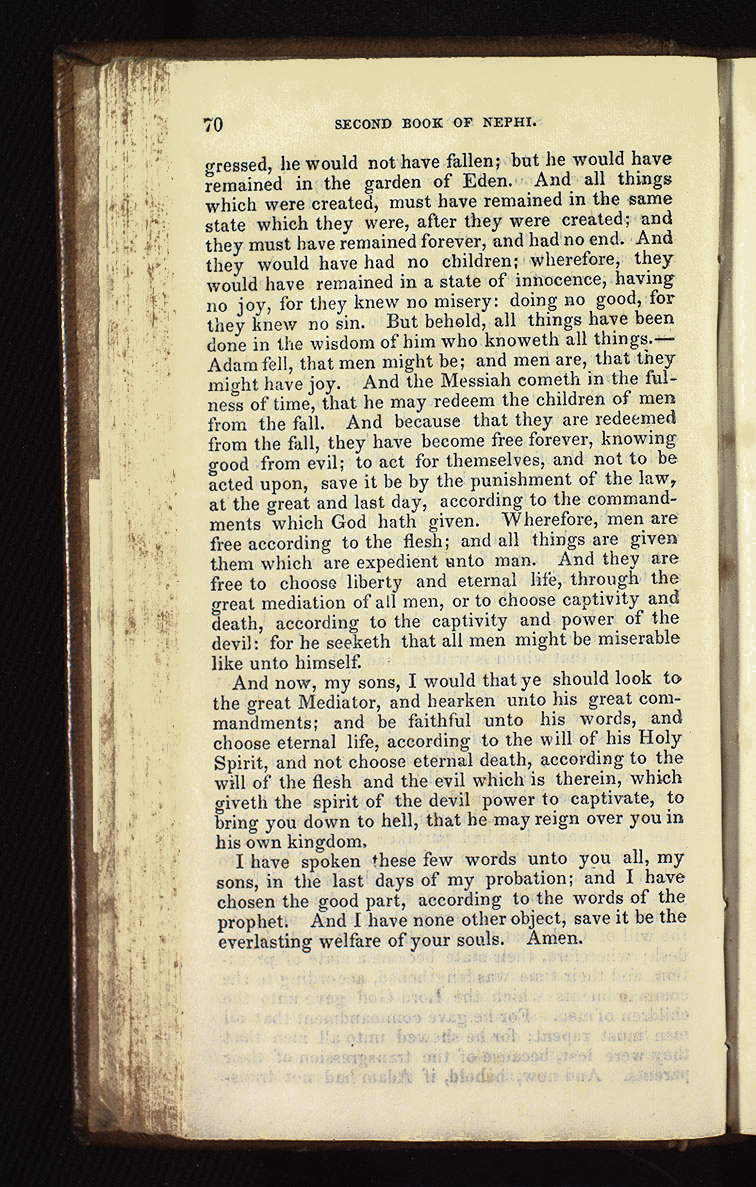 70 SECOND BOOK OF NEPHI.
gressed, he would not have fallen; but he would have
remained in the garden of Eden. And all things
which were created, must have remained in the same
state which they were, after they were created; and
they must have remained forever, and had no end. And
they would have had no children; wherefore, they
would have remained in a state of innocence, having
no joy, for they knew no misery: doing no good, for
they knew no sin. But behold, all things have been
done in the wisdom of him who knoweth all things.—
Adam fell, that men might be; and men are, that they
might have joy. And the Messiah cometh in the ful-
ness of time, that he may redeem the children of men
from the fall. And because that they are redeemed
from the fall, they have become free forever, knowing
good from evil; to act for themselves, and not to be
acted upon, save it be by the punishment of the law,
at the great and last day, according to the command-
ments which God hath given. Wherefore, men are
free according to the flesh; and all things are given
them which are expedient unto man. And they are
free to choose liberty and eternal life, through the
great mediation of all men, or to choose captivity and
death, according to the captivity and power of the
devil: for he seeketh that all men might be miserable
like unto himself.
And now, my sons, I would that ye should look to
the great Mediator, and hearken unto his great com-
mandments; and be faithful unto his words, and
choose eternal life, according to the will of his Holy
Spirit, and not choose eternal death, according to the
will of the flesh and the evil which is therein, which
giveth the spirit of the devil power to captivate, to
bring you down to hell, that he may reign over you in
his own kingdom.
I have spoken these few words unto you all, my
sons, in the last days of my probation; and I have
chosen the good part, according to the words of the
prophet. And I have none other object, save it be the
everlasting welfare of your souls. Amen.